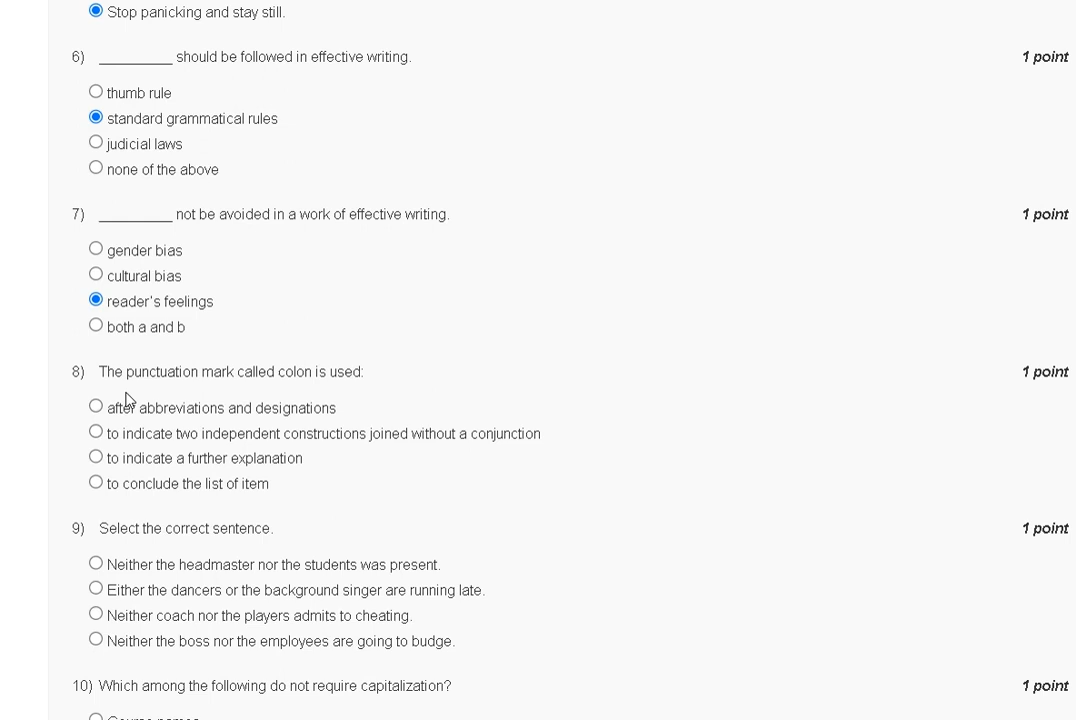 Stop panicking and stay still.
6) _________ should be followed in effective writing. 1 point
thumb rule
standard grammatical rules
judicial laws
none of the above
7) _________ not be avoided in a work of effective writing. 1 point
gender bias
cultural bias
reader's feelings
both a and b
8) The punctuation mark called colon is used: 1 point
after abbreviations and designations
to indicate two independent constructions joined without a conjunction
to indicate a further explanation
to conclude the list of item
9) Select the correct sentence. 1 point
Neither the headmaster nor the students was present.
Either the dancers or the background singer are running late.
Neither coach nor the players admits to cheating.
Neither the boss nor the employees are going to budge.
10) Which among the following do not require capitalization? 1 point